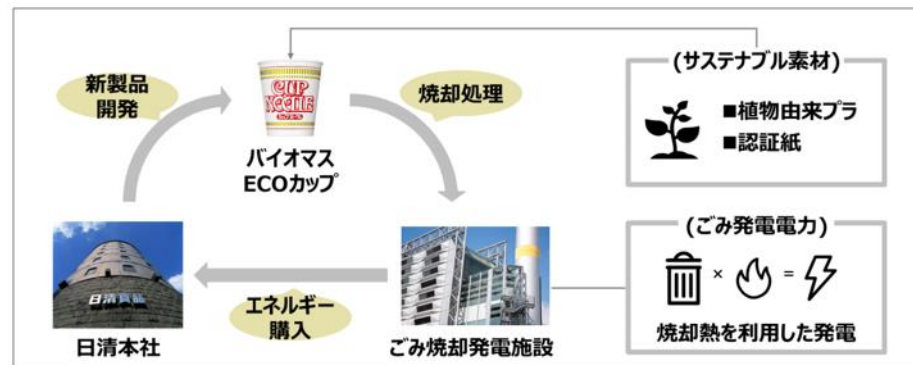 新製品
開発
CUP
NOODLE
焼却処理
バイオマス
ECOカップ
(サステナブル素材)
■植物由来プラ
■認証紙
日清食品
日清本社
エネルギー
購入
ごみ焼却発電施設
(ごみ発電電力)
× =
焼却熱を利用した発電